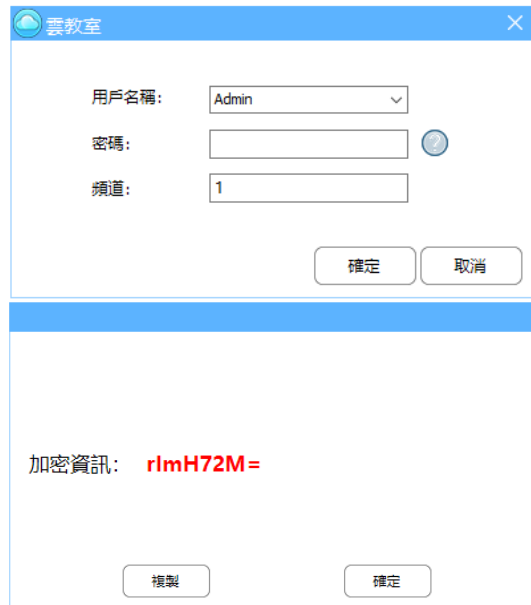 雲教室
用戶名稱: Admin
密碼:
頻道: 1
確定 取消
加密資訊: rlmH72M=
複製 確定